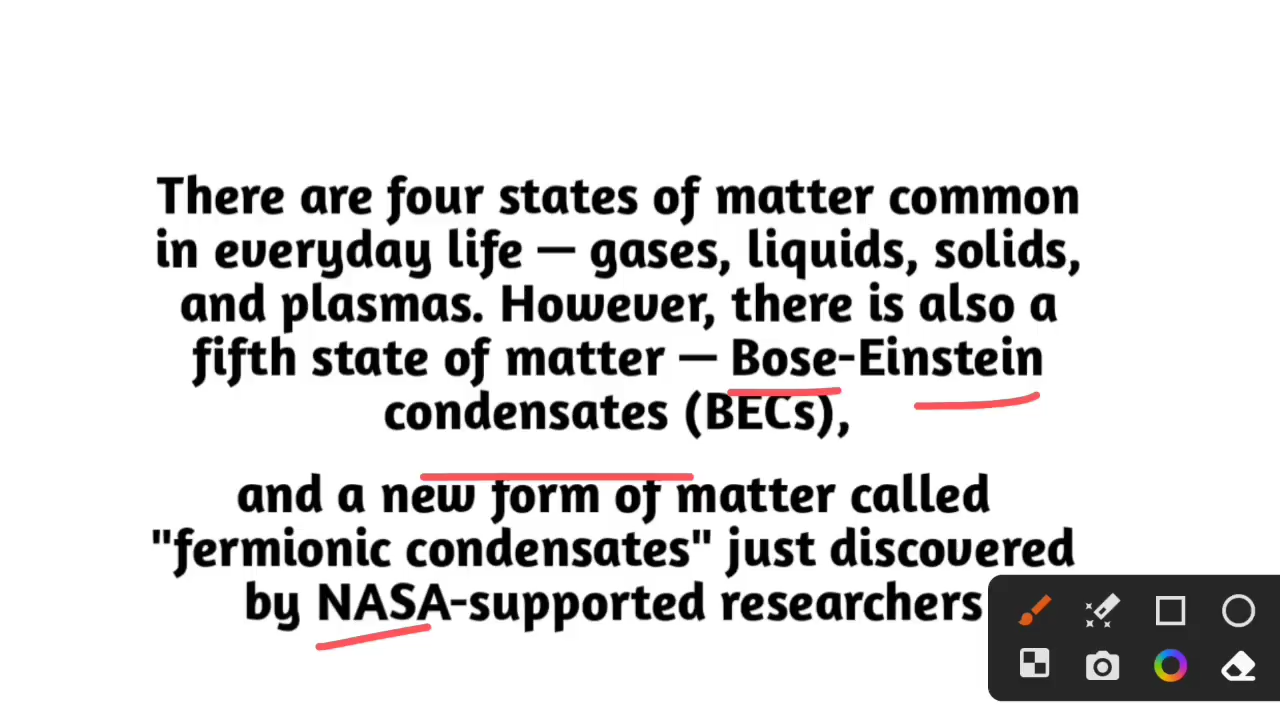 There are four states of matter common
in everyday life — gases, liquids, solids,
and plasmas. However, there is also a
fifth state of matter — Bose-Einstein
condensates (BECs),
and a new form of matter called
"fermionic condensates" just discovered
by NASA-supported researchers